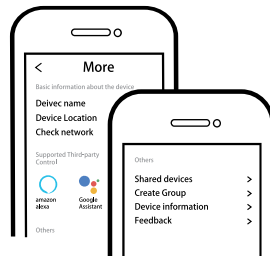 <
More
Basic information about the device
Deivec name
Device Location
Check network
Supported Third-party
Control
amazon
alexa
Google
Assistant
Others
Others
Shared devices >
Create Group >
Device information >
Feedback >